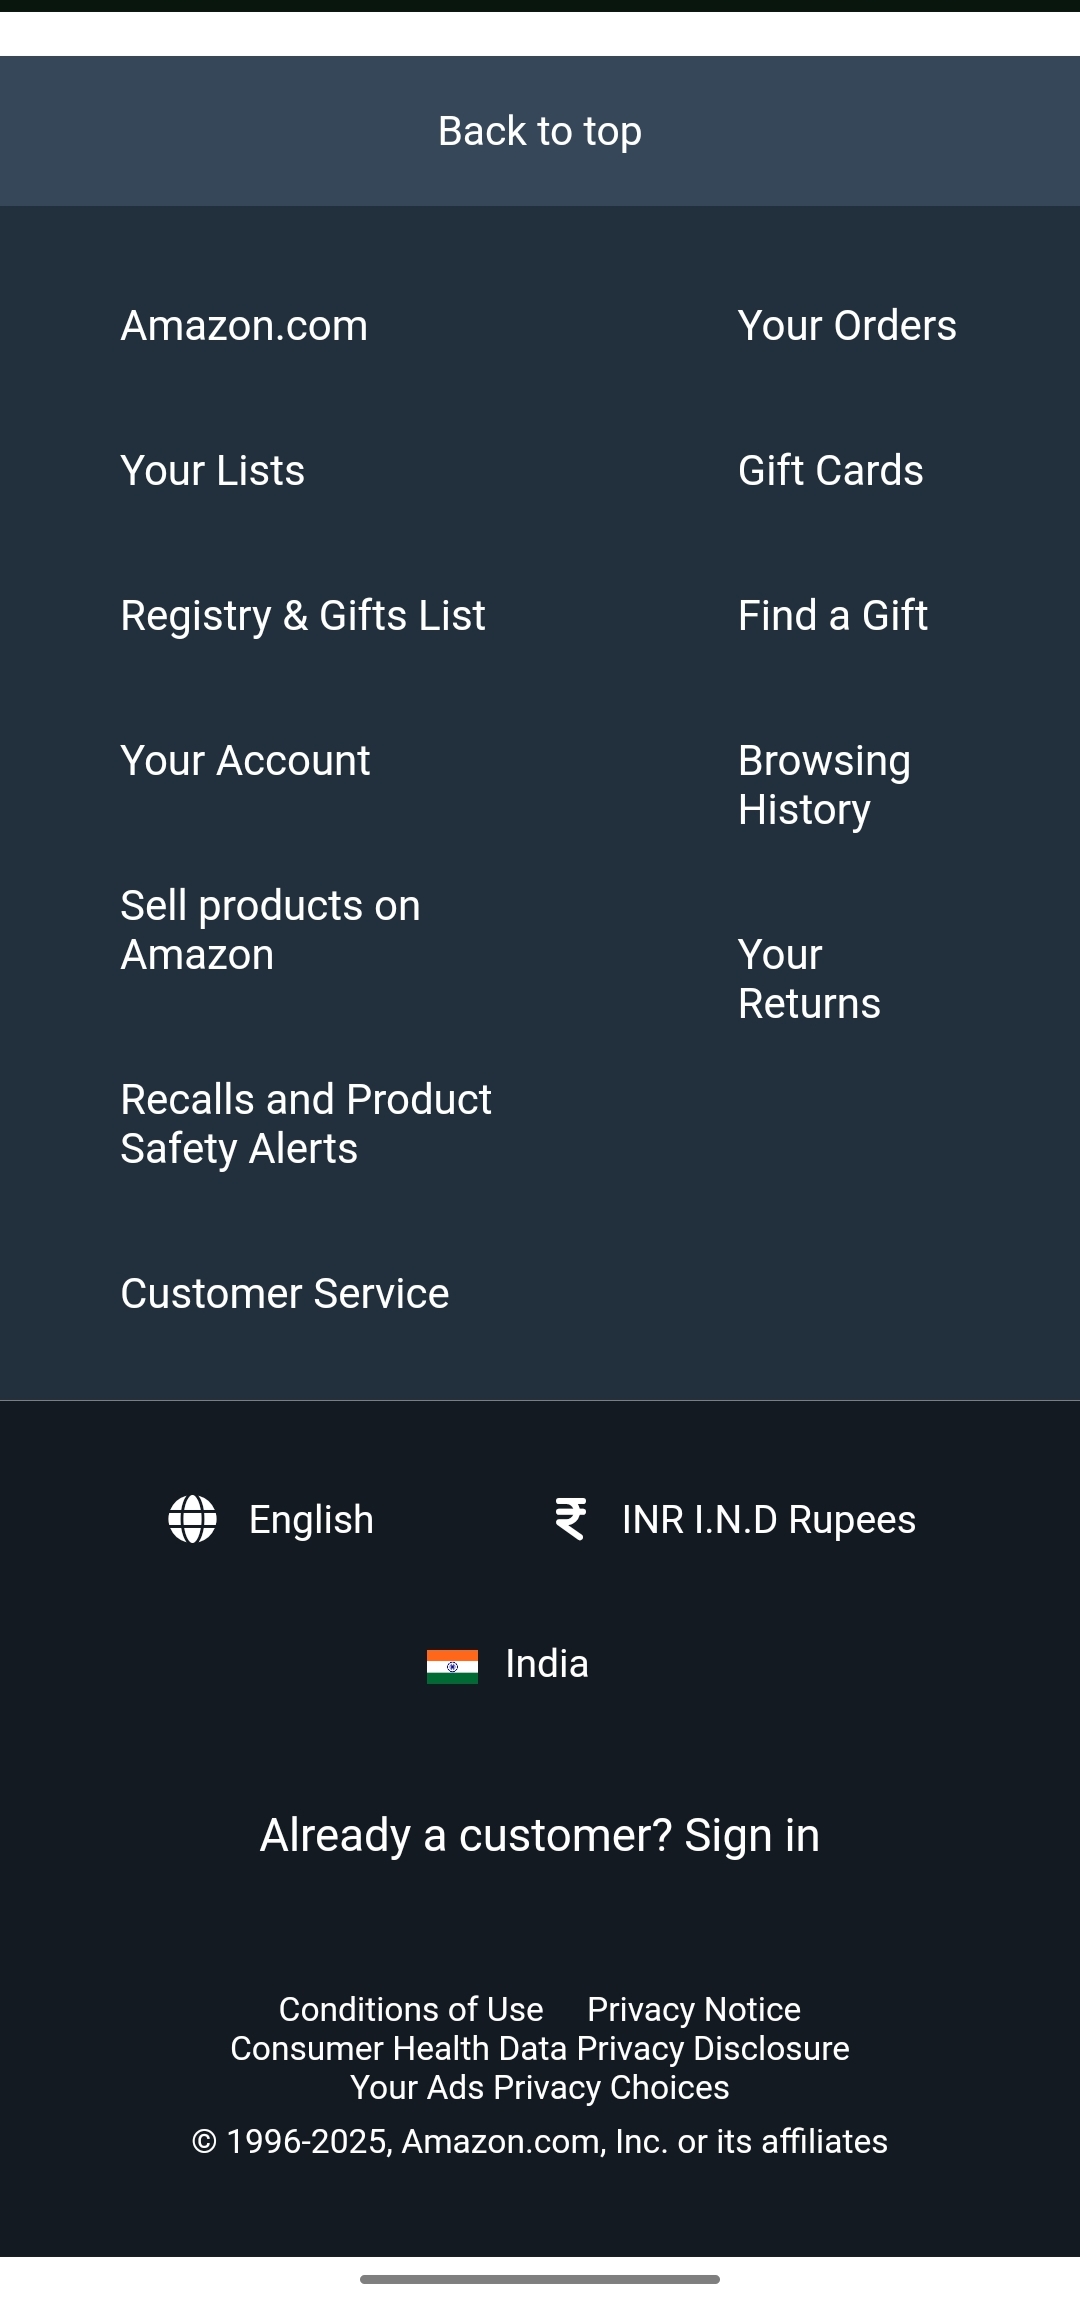 Back to top
Amazon.com
Your Orders
Your Lists
Gift Cards
Registry & Gifts List
Find a Gift
Your Account
Browsing
History
Sell products on
Amazon
Your
Returns
Recalls and Product
Safety Alerts
Customer Service
English
₹ INR I.N.D Rupees
India
Already a customer? Sign in
Conditions of Use Privacy Notice
Consumer Health Data Privacy Disclosure
Your Ads Privacy Choices
© 1996-2025, Amazon.com, Inc. or its affiliates